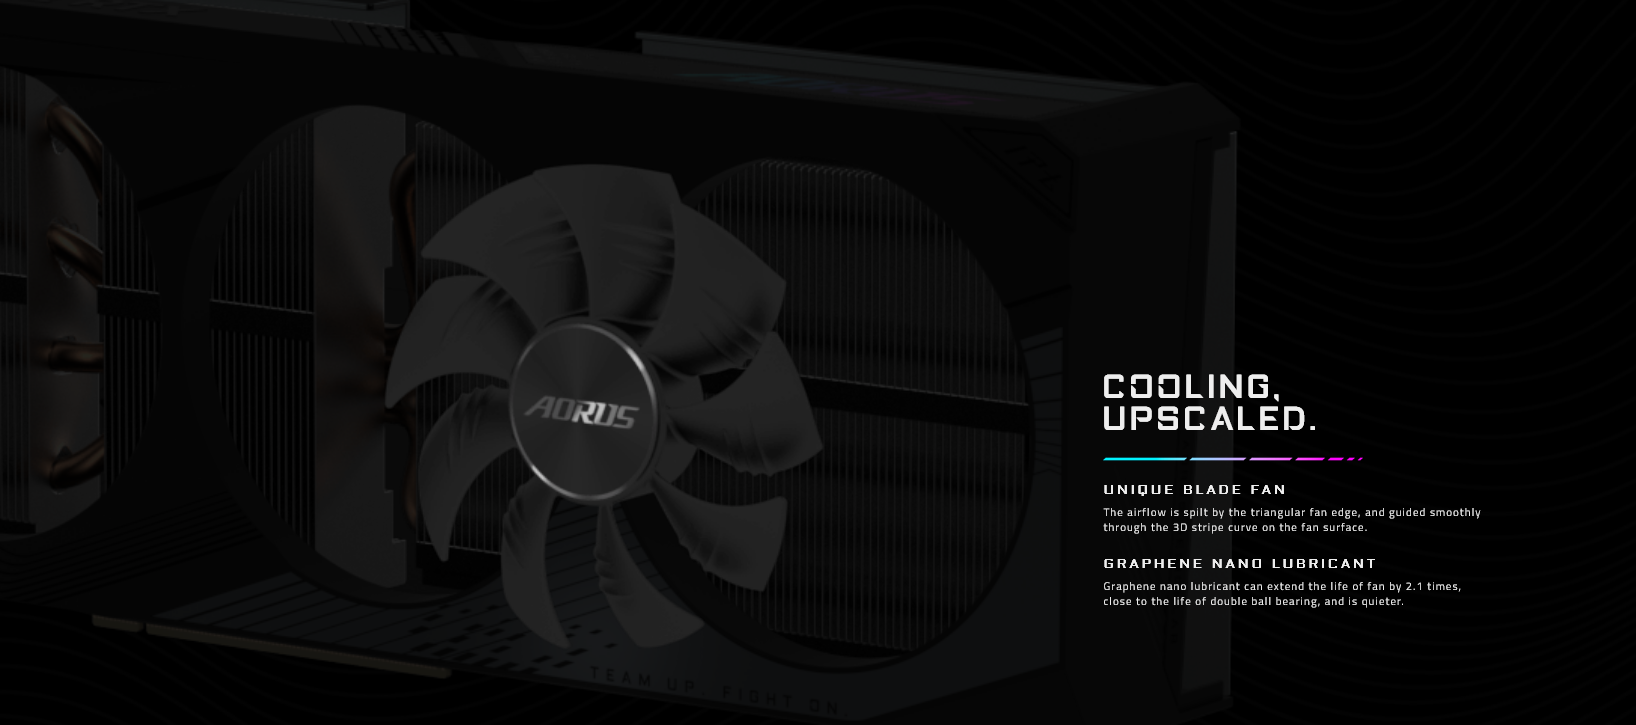 AORUS
COOLING,
UPSCALED.
UNIQUE BLADE FAN
The airflow is spilt by the triangular fan edge, and guided smoothly
through the 3D stripe curve on the fan surface.
GRAPHENE NANO LUBRICANT
Graphene nano lubricant can extend the life of fan by 2.1 times,
close to the life of double ball bearing, and is quieter.
TEAM UP. FIGHT ON